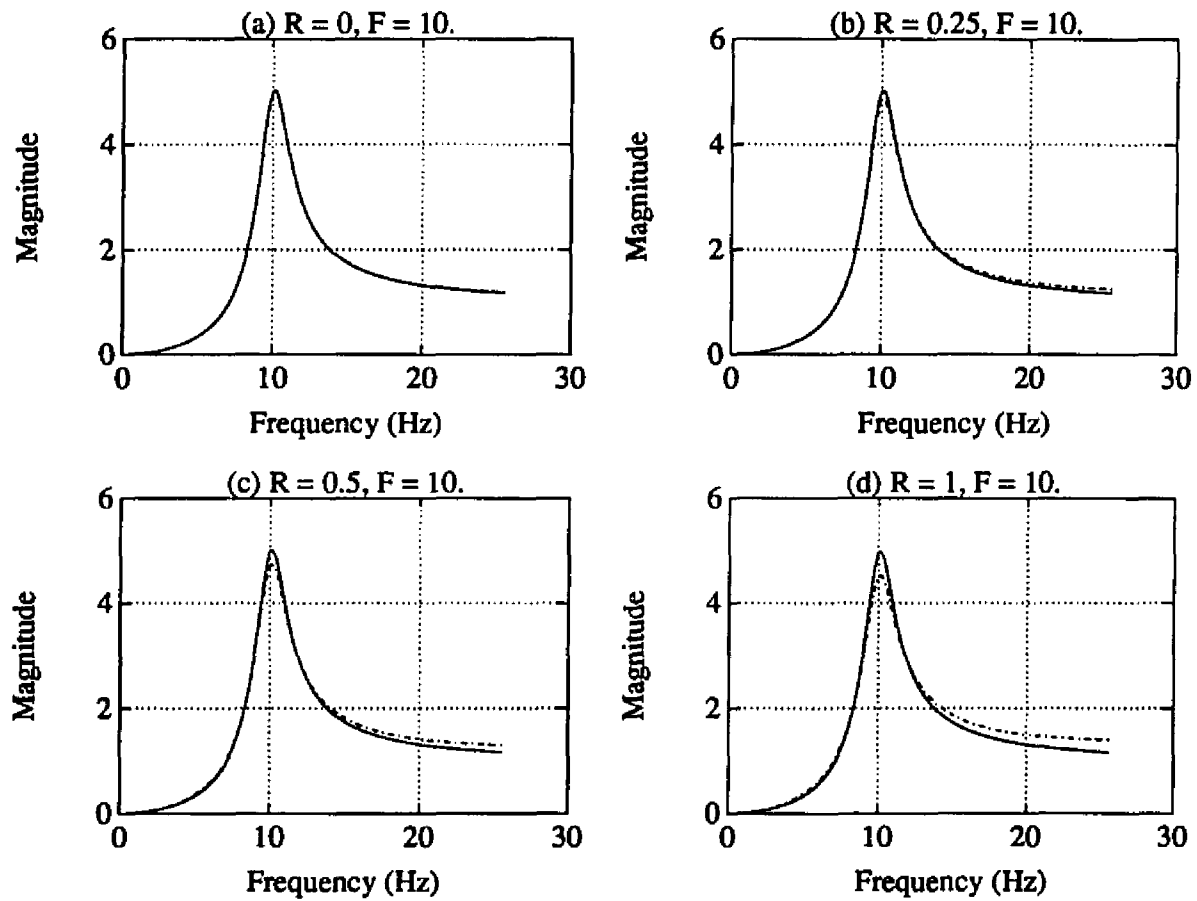 (a) R = 0, F = 10.
6
4
2
0
Magnitude
0 10 20 30
Frequency (Hz)
(b) R = 0.25, F = 10.
6
4
2
0
Magnitude
0 10 20 30
Frequency (Hz)
(c) R = 0.5, F = 10.
6
4
2
0
Magnitude
0 10 20 30
Frequency (Hz)
(d) R = 1, F = 10.
6
4
2
0
Magnitude
0 10 20 30
Frequency (Hz)